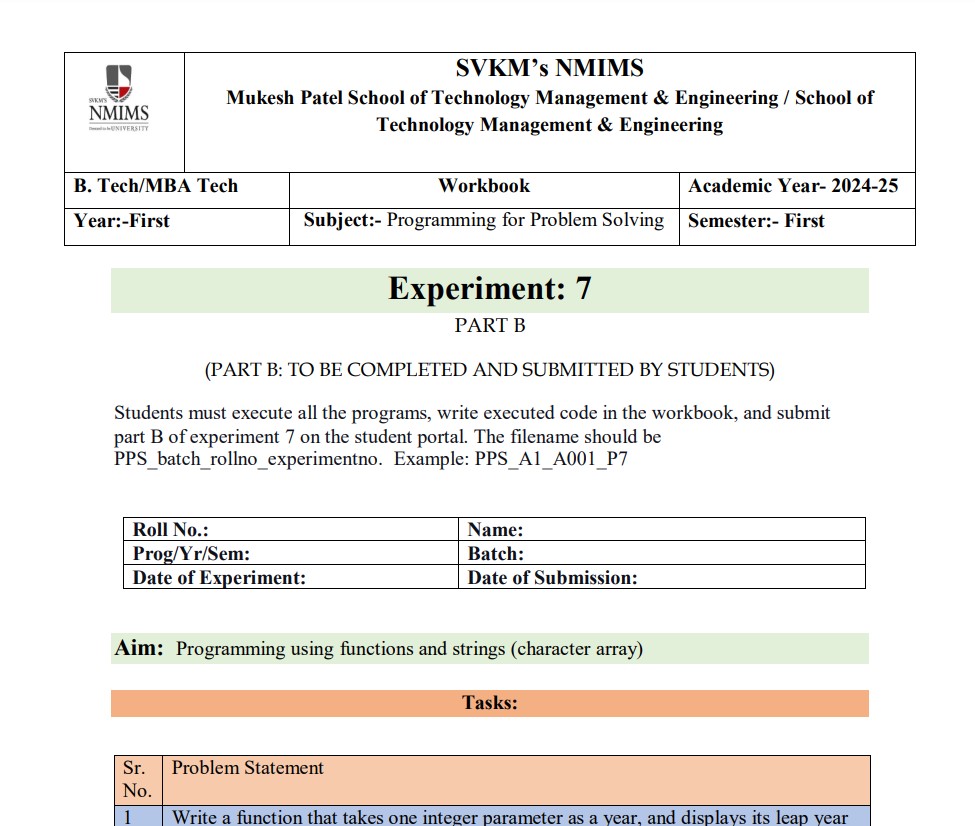 SVKM'S
NMIMS
Deemed to be UNIVERSITY
SVKM’s NMIMS
Mukesh Patel School of Technology Management & Engineering / School of
Technology Management & Engineering
B. Tech/MBA Tech
Workbook
Academic Year- 2024-25
Year:-First
Subject:- Programming for Problem Solving
Semester:- First
Experiment: 7
PART B
(PART B: TO BE COMPLETED AND SUBMITTED BY STUDENTS)
Students must execute all the programs, write executed code in the workbook, and submit
part B of experiment 7 on the student portal. The filename should be
PPS_batch_rollno_experimentno. Example: PPS_A1_A001_P7
Roll No.:
Name:
Prog/Yr/Sem:
Batch:
Date of Experiment:
Date of Submission:
Aim: Programming using functions and strings (character array)
Tasks:
Sr.
No.
Problem Statement
1 Write a function that takes one integer parameter as a year, and displays its leap year